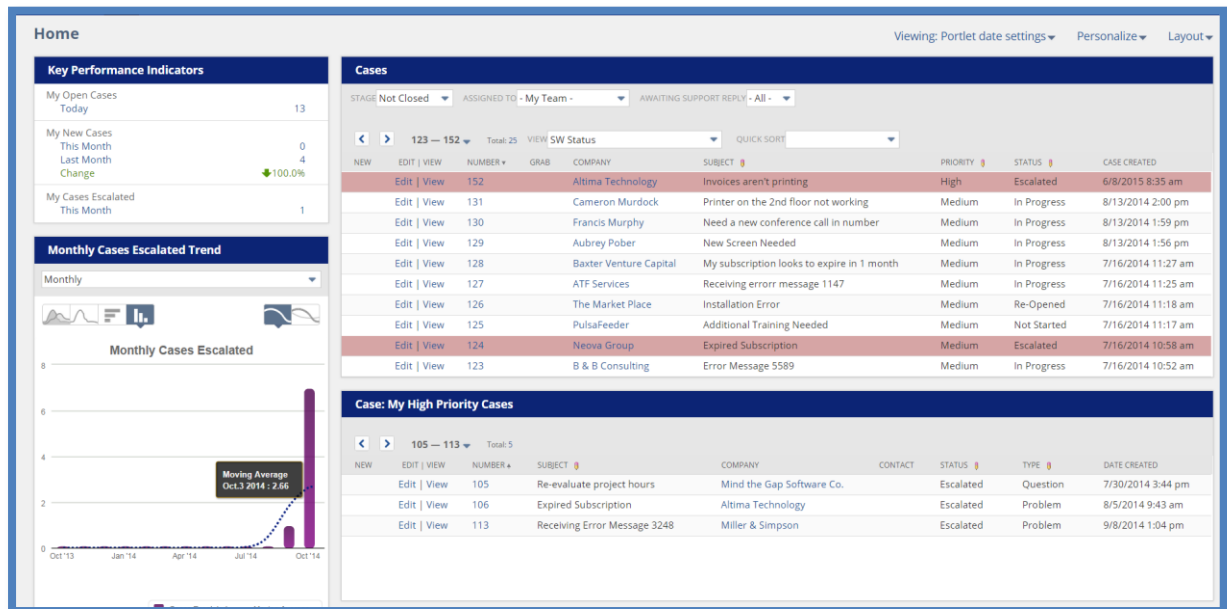 Home
Viewing: Portlet date settings Personalize Layout
Key Performance Indicators
My Open Cases
Today 13
My New Cases
This Month 0
Last Month 4
Change 100.0%
My Cases Escalated
This Month 1
Monthly Cases Escalated Trend
Monthly
Monthly Cases Escalated
8
6
4
Moving Average
Oct.3 2014 : 2.66
2
0
Oct '13 Jan '14 Apr '14 Jul '14 Oct '14
Cases
STAGE Not Closed ASSIGNED TO - My Team - AWAITING SUPPORT REPLY - All -
123 — 152 Total: 25 VIEW SW Status QUICK SORT
NEW EDIT | VIEW NUMBER GRAB COMPANY SUBJECT PRIORITY STATUS CASE CREATED
Edit | View 152 Altima Technology Invoices aren't printing High Escalated 6/8/2015 8:35 am
Edit | View 131 Cameron Murdock Printer on the 2nd floor not working Medium In Progress 8/13/2014 2:00 pm
Edit | View 130 Francis Murphy Need a new conference call in number Medium In Progress 8/13/2014 1:59 pm
Edit | View 129 Aubrey Pober New Screen Needed Medium In Progress 8/13/2014 1:56 pm
Edit | View 128 Baxter Venture Capital My subscription looks to expire in 1 month Medium In Progress 7/16/2014 11:27 am
Edit | View 127 ATF Services Receiving errorr message 1147 Medium In Progress 7/16/2014 11:25 am
Edit | View 126 The Market Place Installation Error Medium Re-Opened 7/16/2014 11:18 am
Edit | View 125 PulsaFeeder Additional Training Needed Medium Not Started 7/16/2014 11:17 am
Edit | View 124 Neova Group Expired Subscription Medium Escalated 7/16/2014 10:58 am
Edit | View 123 B & B Consulting Error Message 5589 Medium In Progress 7/16/2014 10:52 am
Case: My High Priority Cases
105 — 113 Total: 5
NEW EDIT | VIEW NUMBER SUBJECT COMPANY CONTACT STATUS TYPE DATE CREATED
Edit | View 105 Re-evaluate project hours Mind the Gap Software Co. Escalated Question 7/30/2014 3:44 pm
Edit | View 106 Expired Subscription Altima Technology Escalated Problem 8/5/2014 9:43 am
Edit | View 113 Receiving Error Message 3248 Miller & Simpson Escalated Problem 9/8/2014 1:04 pm